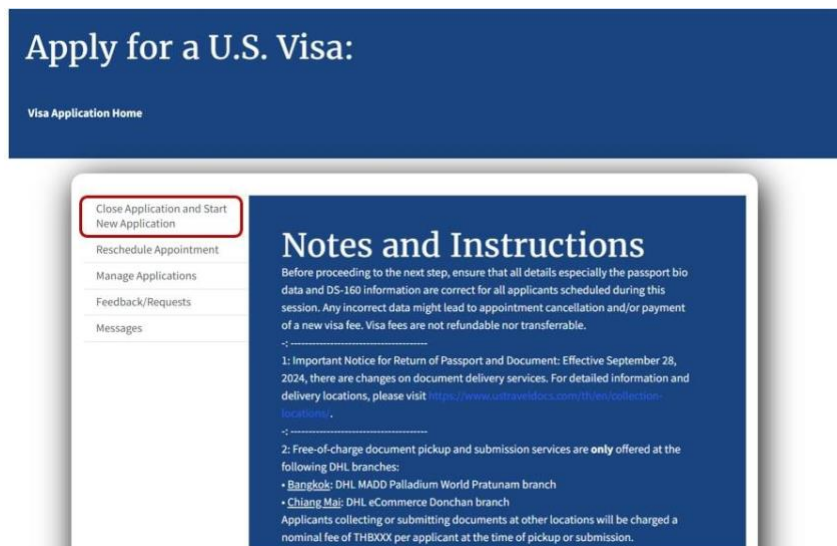 Apply for a U.S. Visa:
Visa Application Home
Close Application and Start
New Application
Reschedule Appointment
Manage Applications
Feedback/Requests
Messages
Notes and Instructions
Before proceeding to the next step, ensure that all details especially the passport bio
data and DS-160 information are correct for all applicants scheduled during this
session. Any incorrect data might lead to appointment cancellation and/or payment
of a new visa fee. Visa fees are not refundable nor transferrable.
-: -------------------------------------
1: Important Notice for Return of Passport and Document: Effective September 28,
2024, there are changes on document delivery services. For detailed information and
delivery locations, please visit https://www.ustraveldocs.com/th/en/collection-
locations/.
-: -------------------------------------
2: Free-of-charge document pickup and submission services are only offered at the
following DHL branches:
• Bangkok: DHL MADD Palladium World Pratunam branch
• Chiang Mai: DHL eCommerce Donchan branch
Applicants collecting or submitting documents at other locations will be charged a
nominal fee of THBXXX per applicant at the time of pickup or submission.